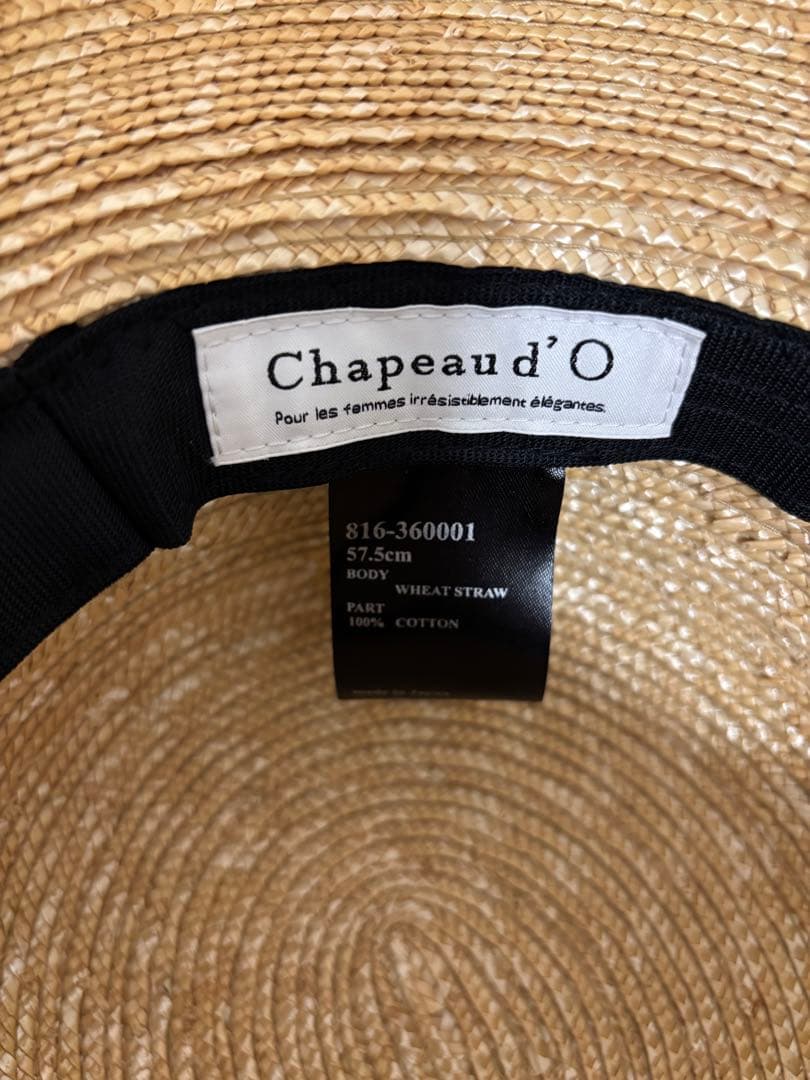 Chapeau d'O
Pour les femmes irrésistiblement élégantes.
816-360001
57.5cm
BODY
WHEAT STRAW
PART
100% COTTON